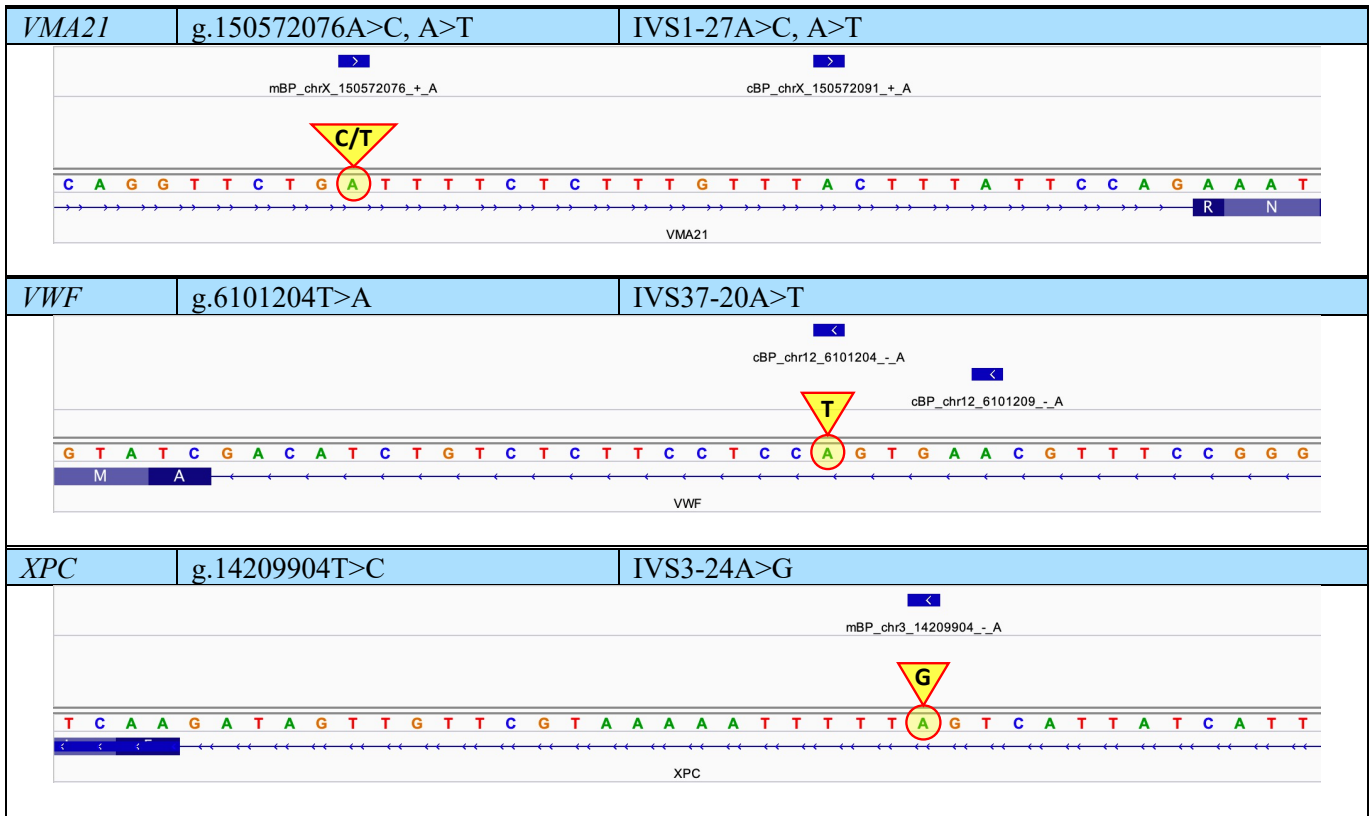 VMA21 g.150572076A>C, A>T IVS1-27A>C, A>T
mBP_chrX_150572076_+_A cBP_chrX_150572091_+_A
C/T
C A G G T T C T G A T T T T C T C T T T G T T T A C T T T A T T C C A G A A A T
R N
VMA21
VWF g.6101204T>A IVS37-20A>T
cBP_chr12_6101204_-_A
cBP_chr12_6101209_-_A
T
G T A T C G A C A T C T G T C T C T T C C T C C A G T G A A C G T T T C C G G G
M A
VWF
XPC g.14209904T>C IVS3-24A>G
mBP_chr3_14209904_-_A
G
T C A A G A T A G T T G T T C G T A A A A A T T T T T A G T C A T T A T C A T T
XPC